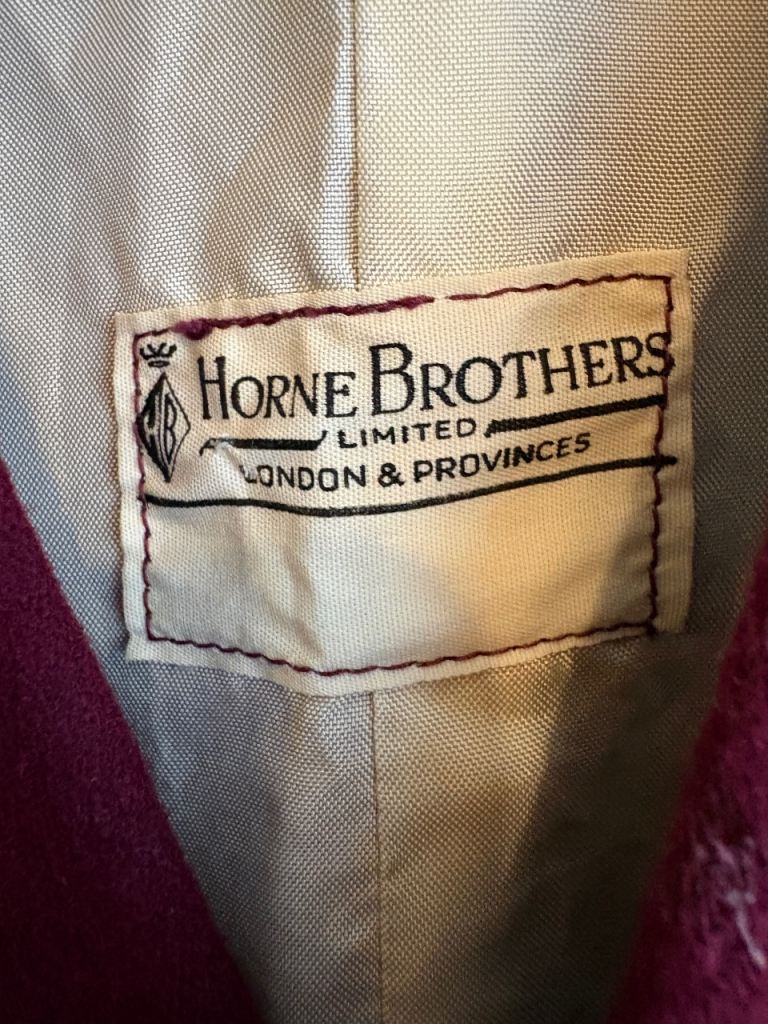 HB
HORNE BROTHERS
LIMITED
LONDON & PROVINCES